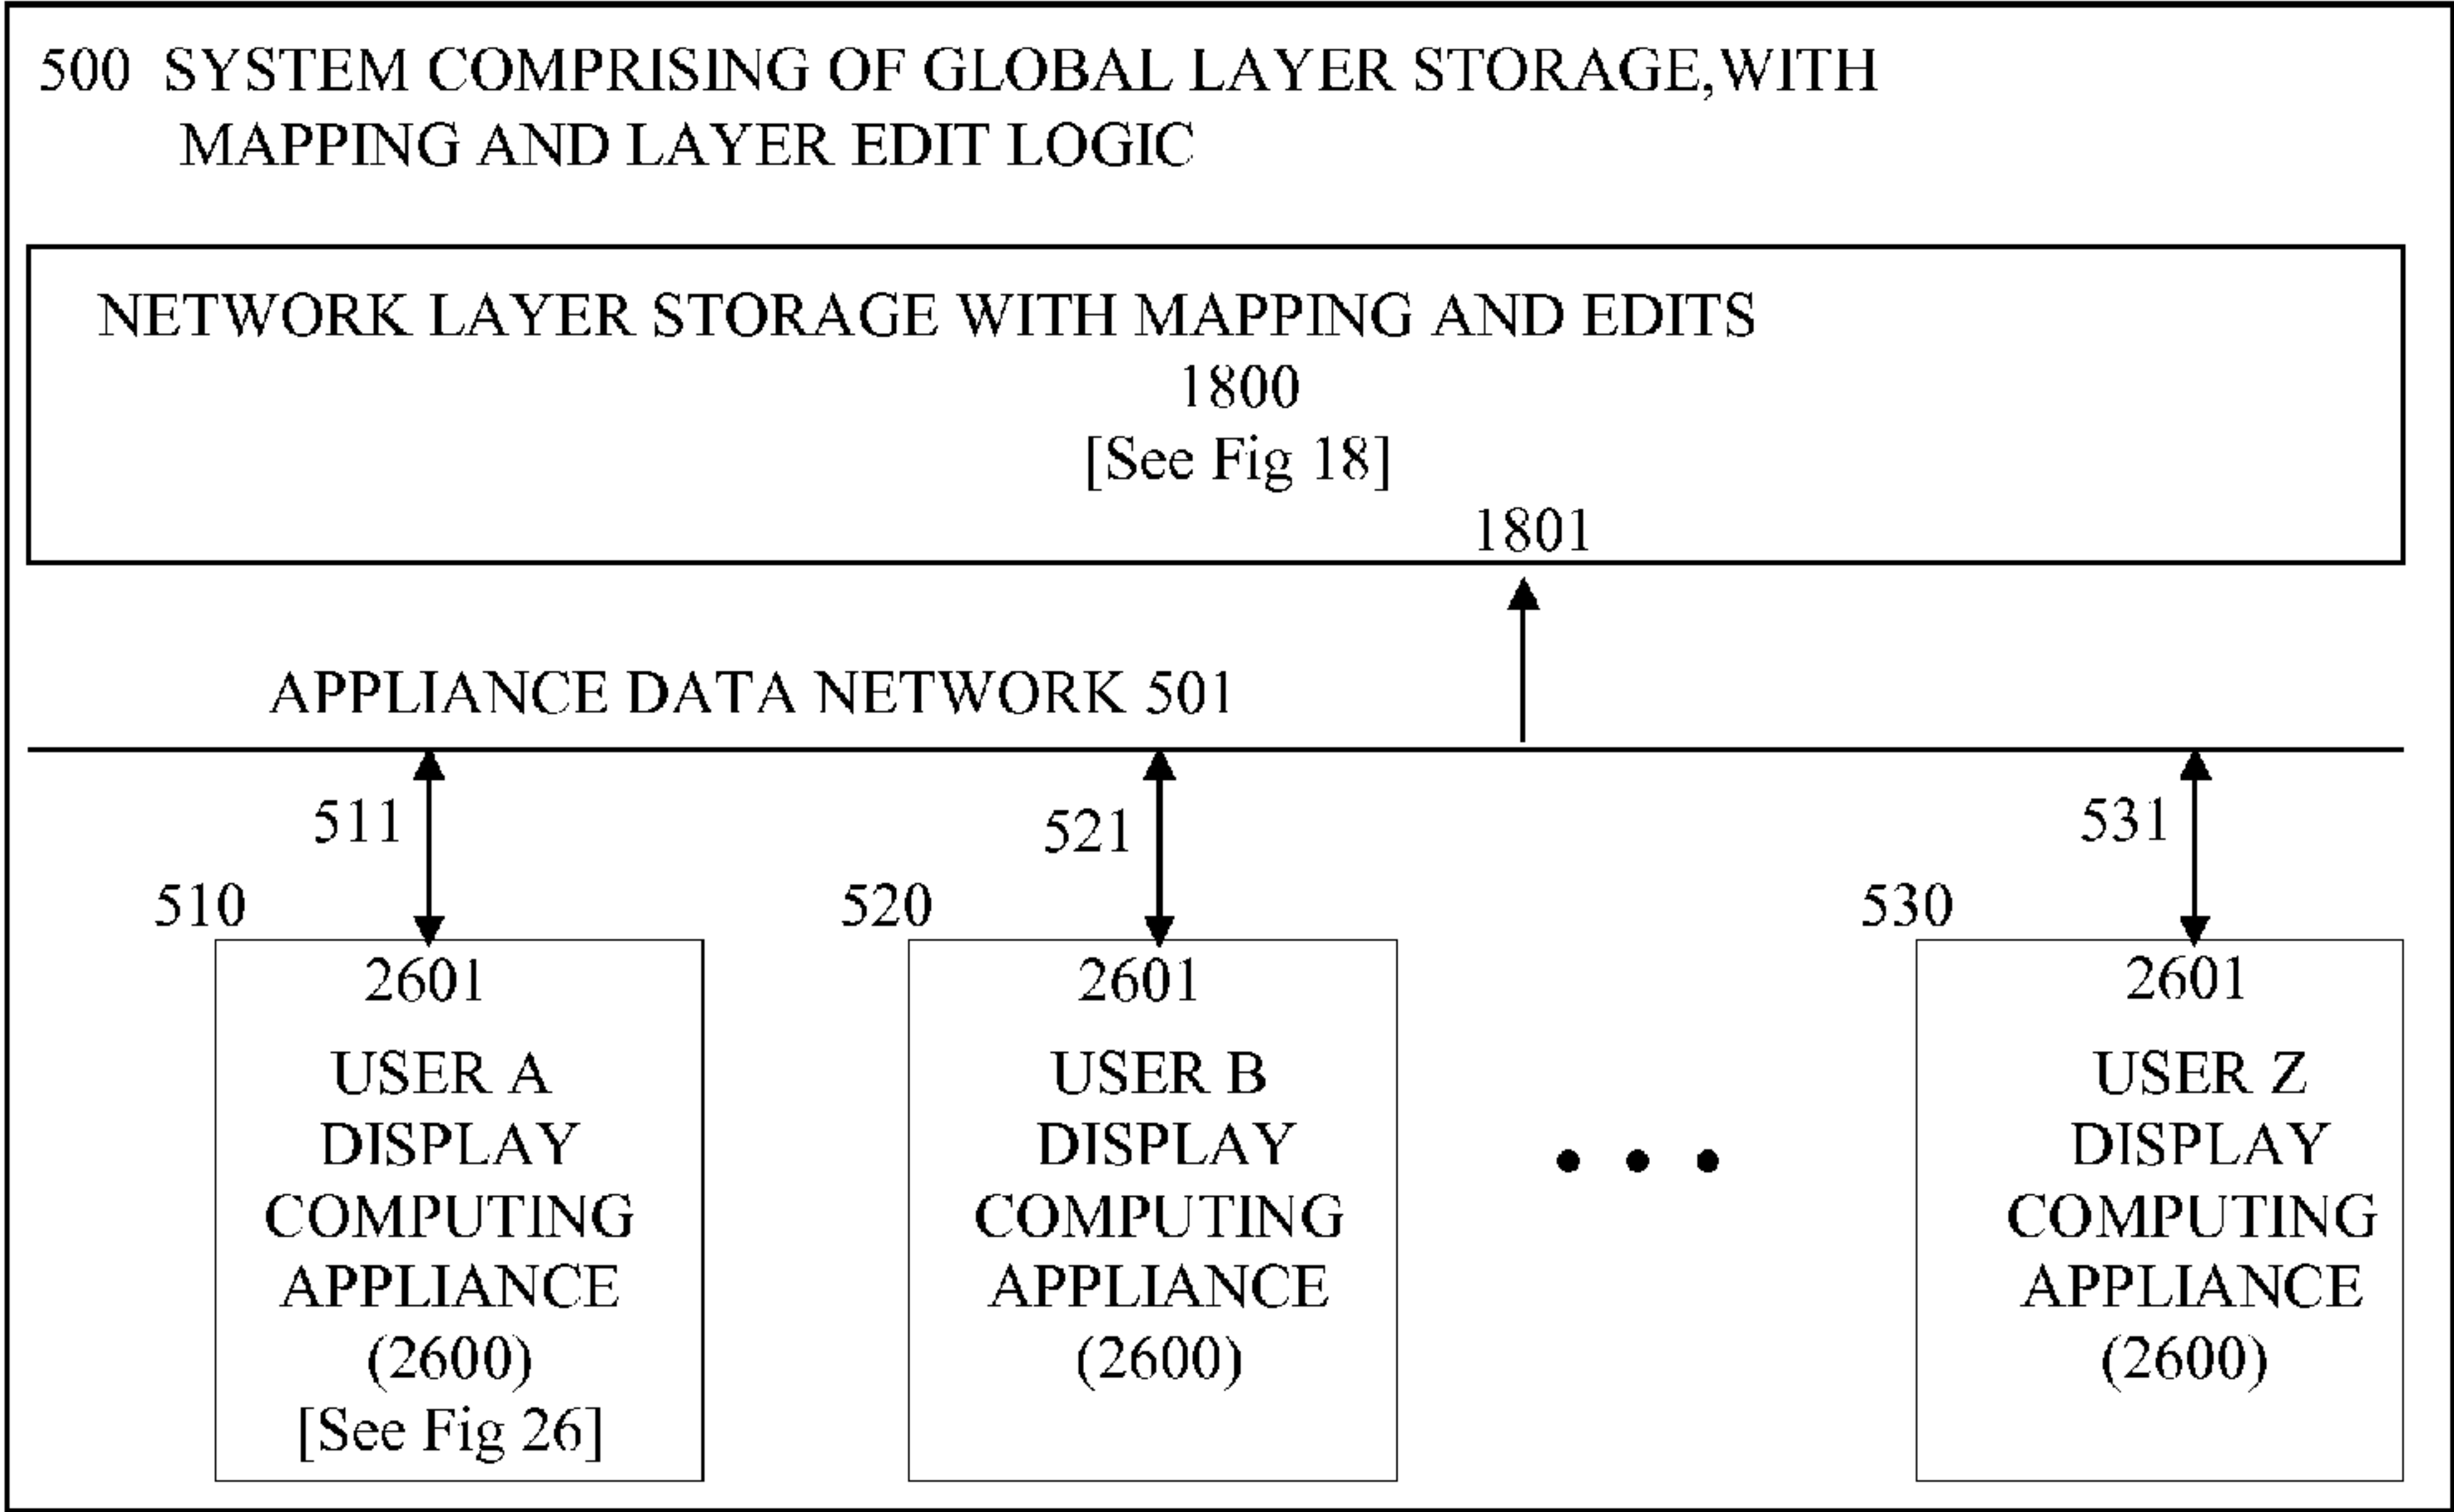 500 SYSTEM COMPRISING OF GLOBAL LAYER STORAGE,WITH
MAPPING AND LAYER EDIT LOGIC
NETWORK LAYER STORAGE WITH MAPPING AND EDITS
1800
[See Fig 18]
1801
APPLIANCE DATA NETWORK 501
511
521
531
510
520
530
2601
USER A
DISPLAY
COMPUTING
APPLIANCE
(2600)
[See Fig 26]
2601
USER B
DISPLAY
COMPUTING
APPLIANCE
(2600)
2601
USER Z
DISPLAY
COMPUTING
APPLIANCE
(2600)